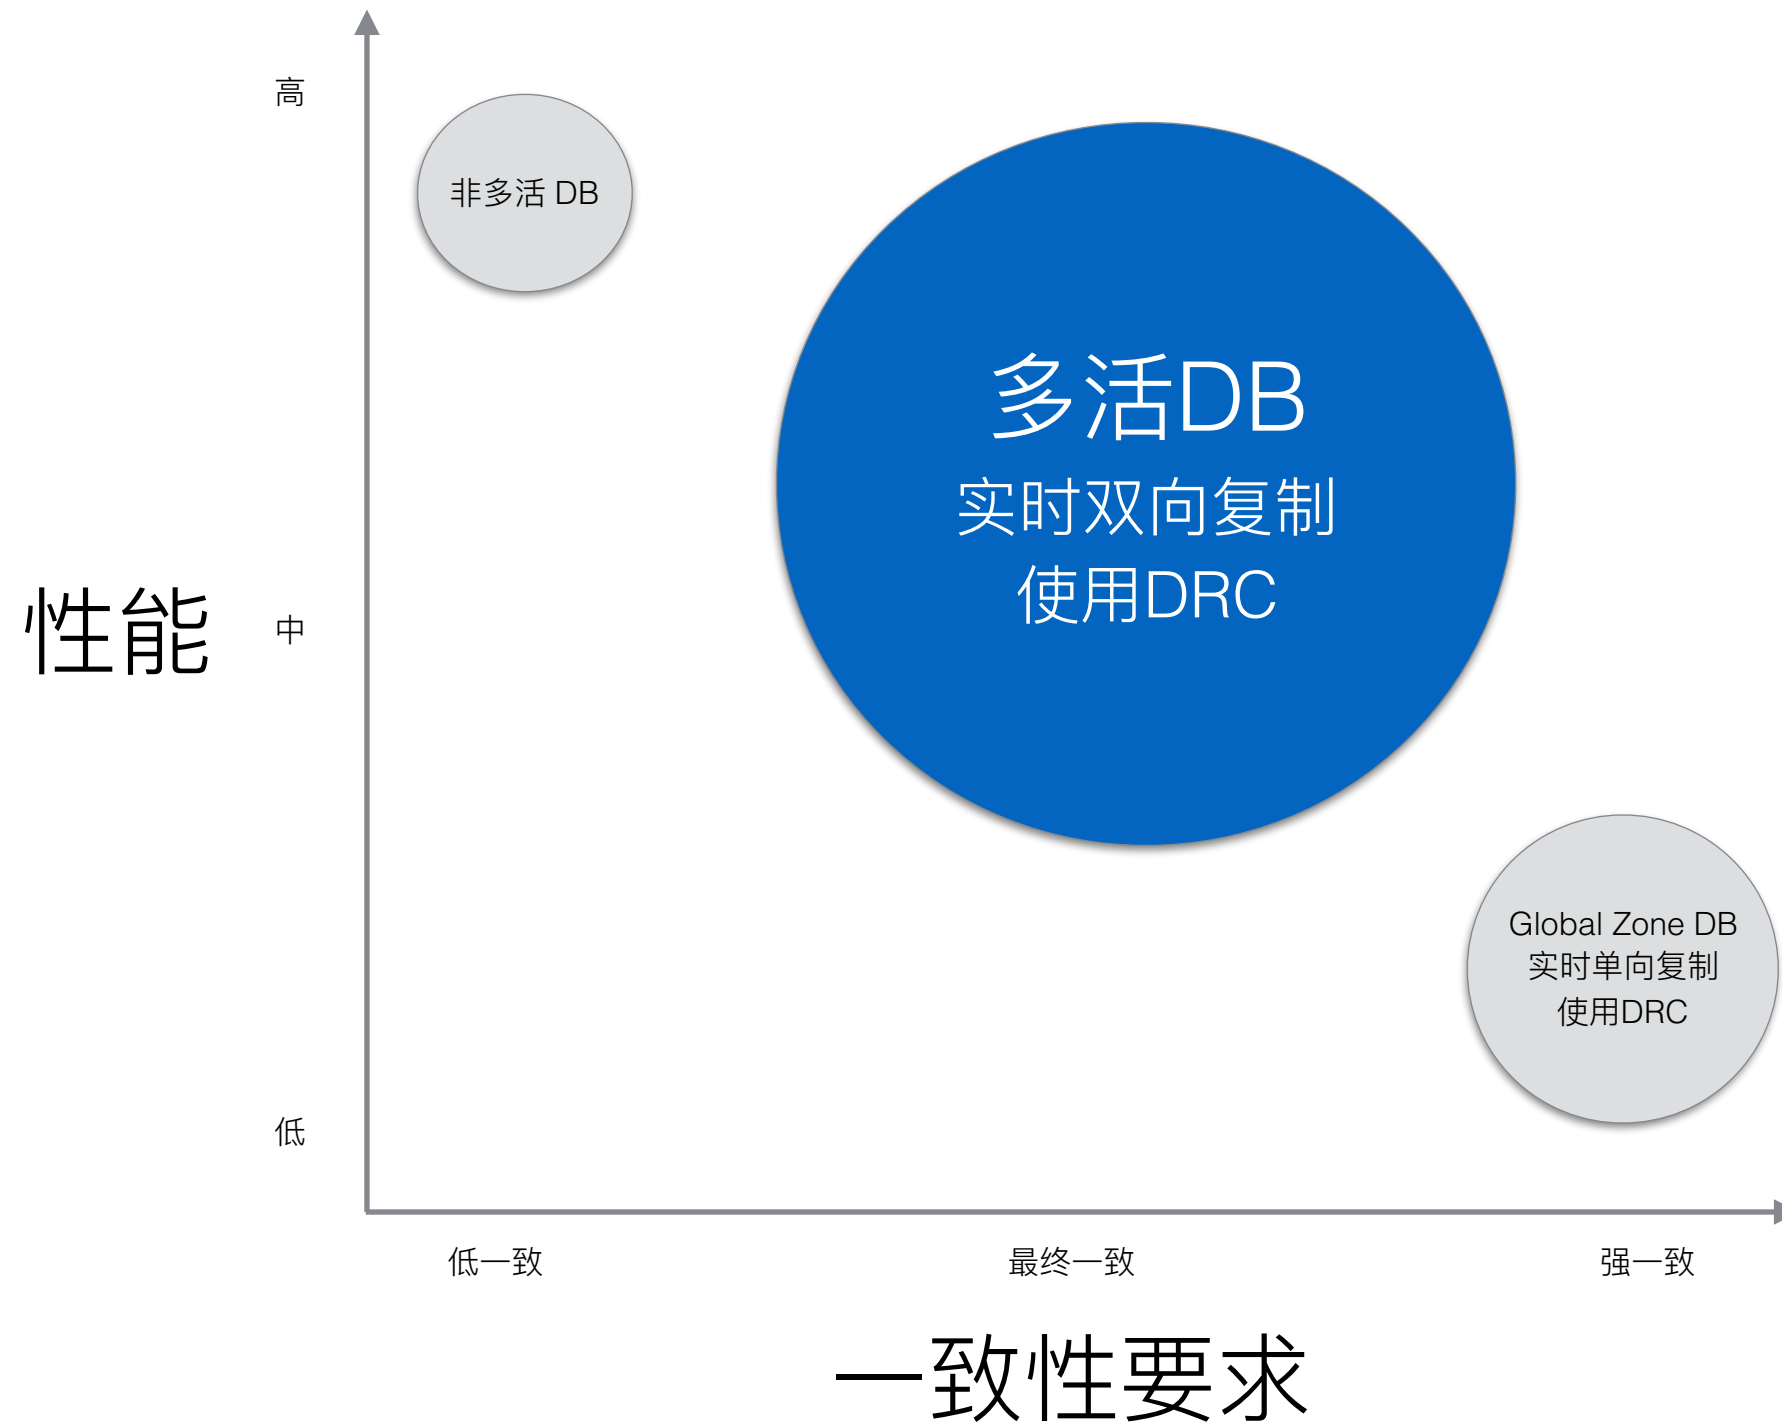 高
非多活 DB
多活DB
实时双向复制
使用DRC
性能
中
Global Zone DB
实时单向复制
使用DRC
低
低一致
最终一致
强一致
一致性要求